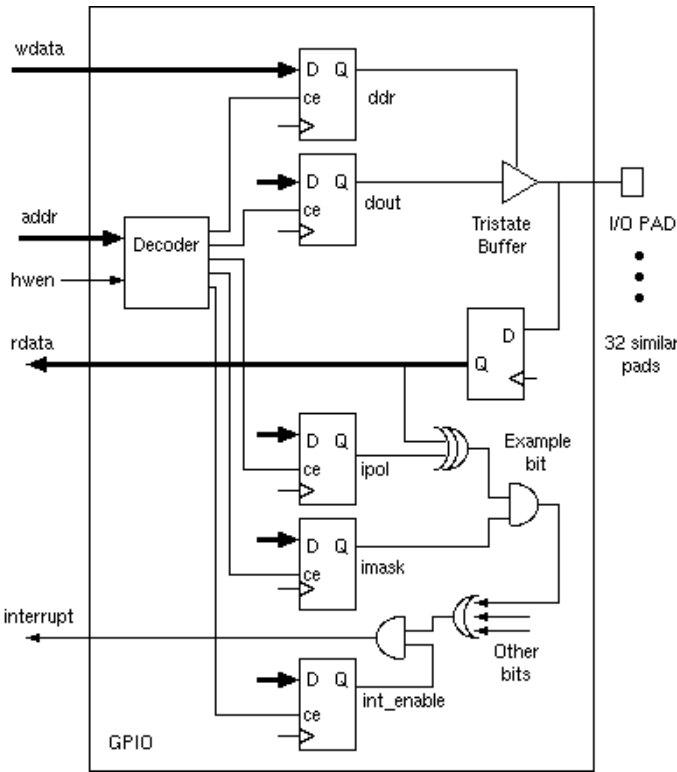 wdata
D Q
ce
ddr
D Q
ce
dout
addr
Decoder
hwen
Tristate
Buffer
I/O PAD
rdata
D
Q
32 similar
pads
D Q
ce
ipol
Example
bit
D Q
ce
imask
interrupt
Other
bits
D Q
ce
int_enable
GPIO